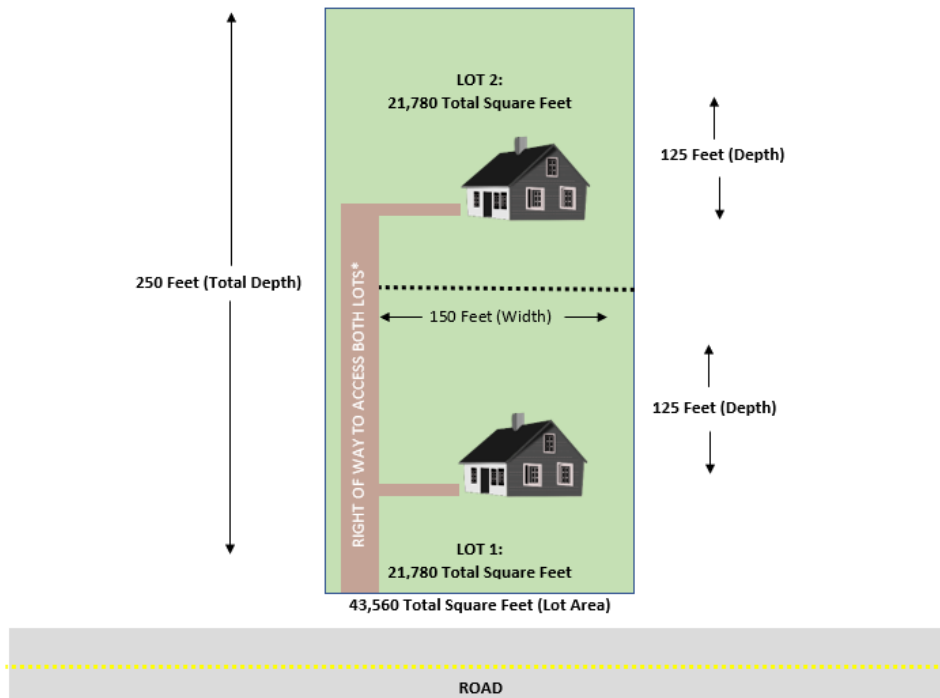 LOT 2:
21,780 Total Square Feet
125 Feet (Depth)
250 Feet (Total Depth)
RIGHT OF WAY TO ACCESS BOTH LOTS*
150 Feet (Width)
125 Feet (Depth)
LOT 1:
21,780 Total Square Feet
43,560 Total Square Feet (Lot Area)
ROAD